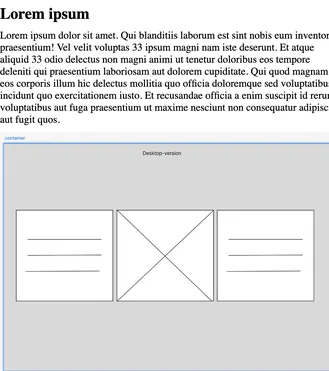 Lorem ipsum
Lorem ipsum dolor sit amet. Qui blanditiis laborum est sint nobis eum inventor
praesentium! Vel velit voluptas 33 ipsum magni nam iste deserunt. Et atque
aliquid 33 odio delectus non magni animi ut tenetur doloribus eos tempore
deleniti qui praesentium laboriosam aut dolorem cupiditate. Qui quod magnam
eos corporis illum hic delectus mollitia quo officia doloremque sed voluptatibu
incidunt quo exercitationem iusto. Et recusandae officia a enim suscipit id rerun
voluptatibus aut fuga praesentium ut maxime nesciunt non consequatur adipisc
aut fugit quos.
container
Desktop-version